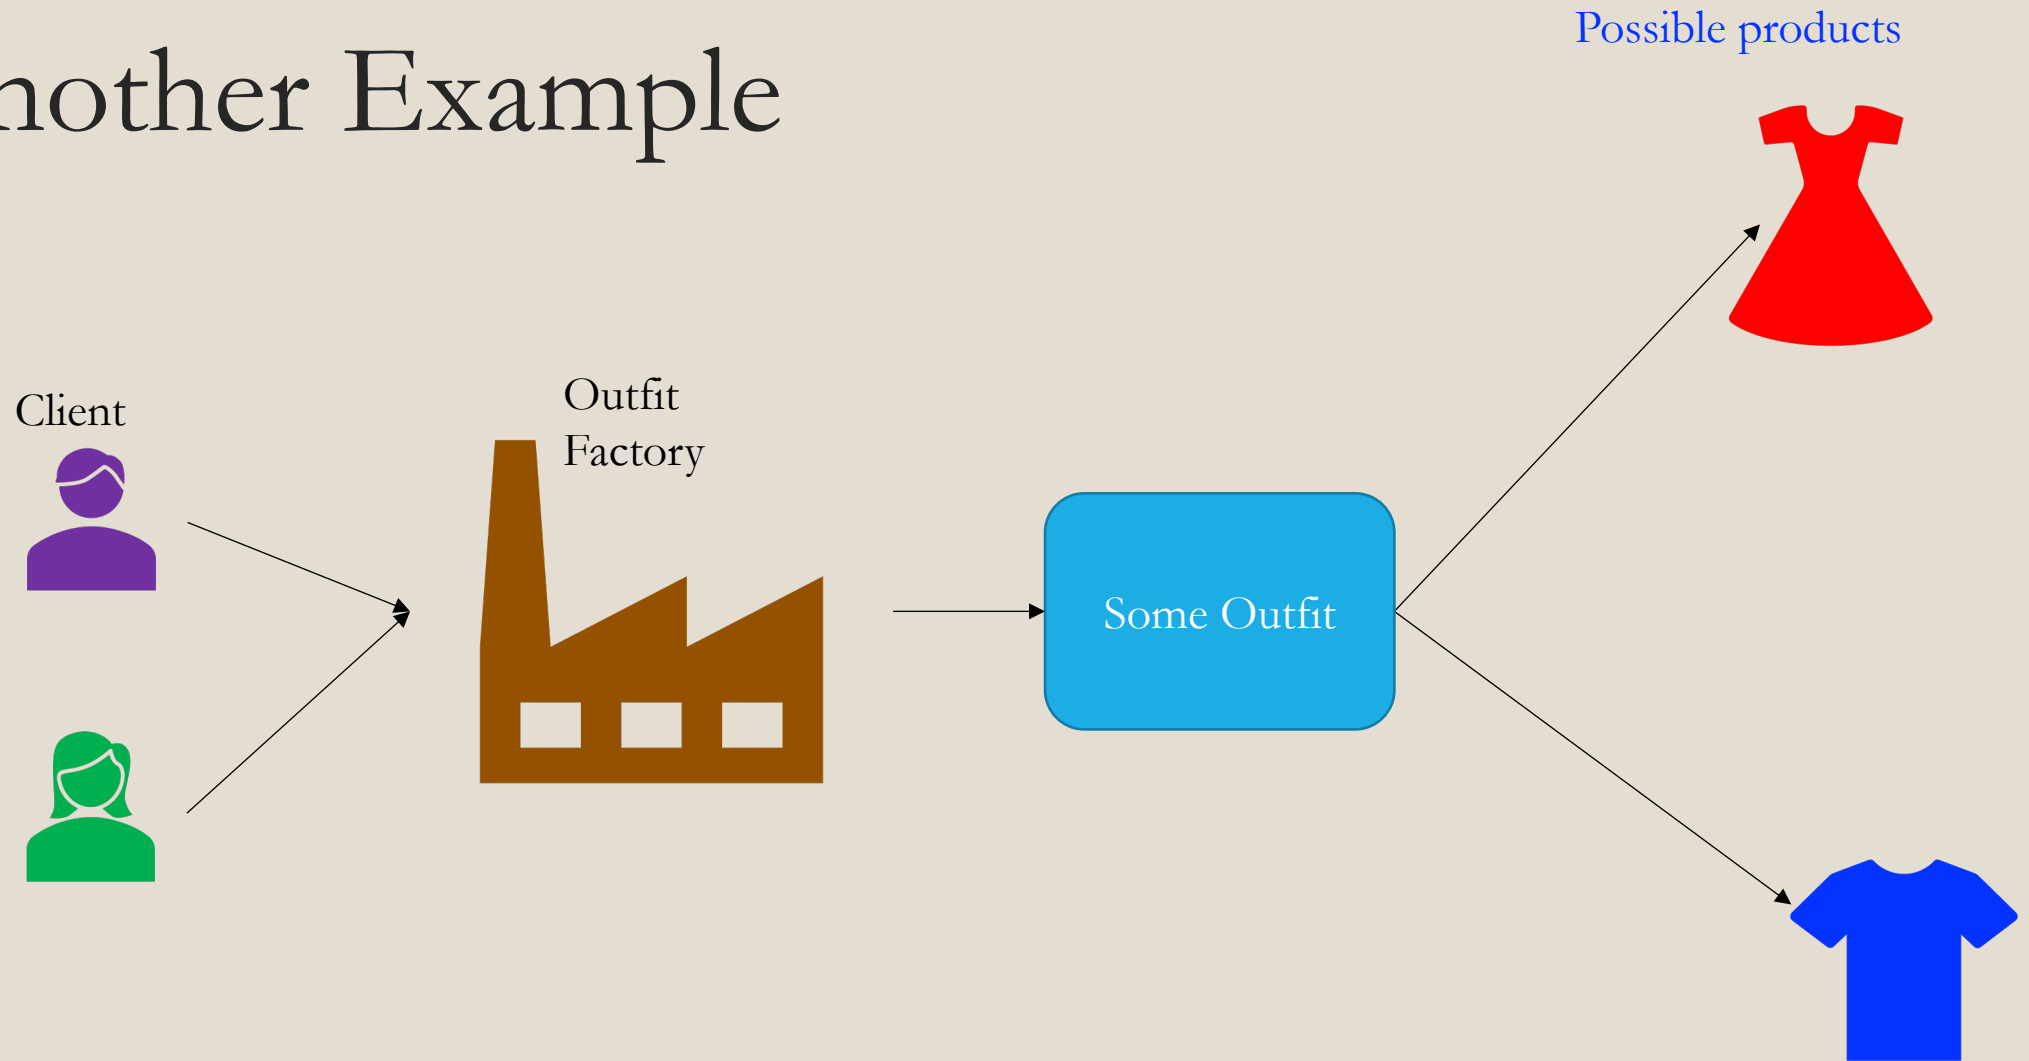 nother Example
Possible products
Client
Outfit
Factory
Some Outfit